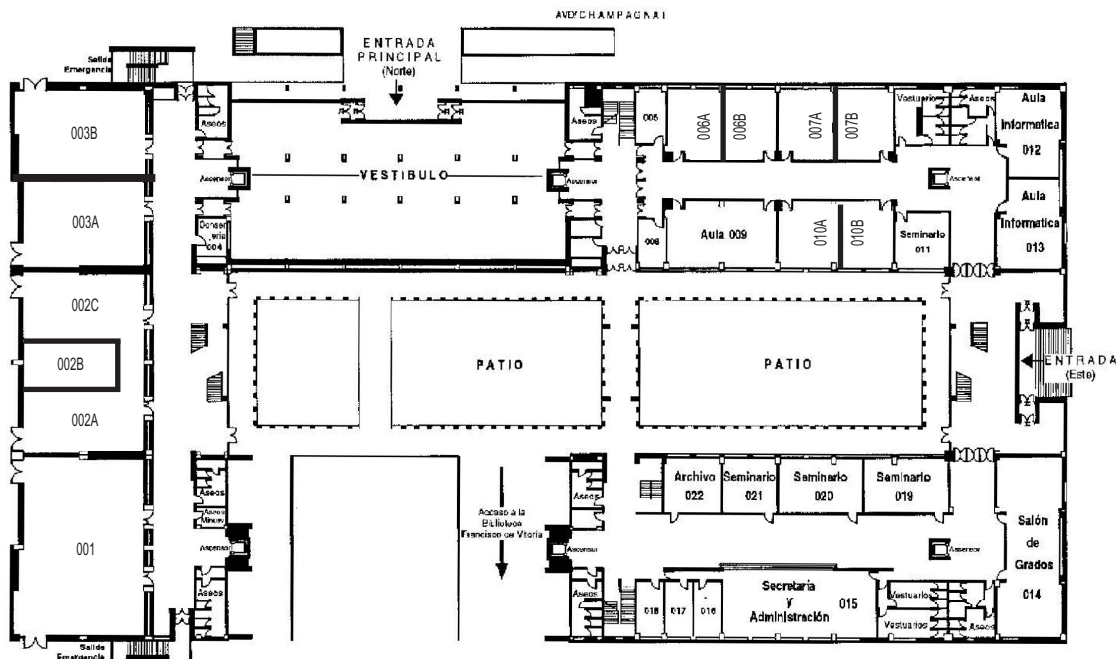 AVDA CHAMPAGNAT
Salida
Emergencia
ENTRADA
PRINCIPAL
(Norte)
003B
Aseos
Aseos
005
006A
006B
007A
007B
Vestuario
Aseos
Aula
Informatica
012
Ascensor
VESTIBULO
Ascensor
Ascensor
003A
Conserjería
004
008
Aula 009
010A
010B
Seminario
011
Aula
Informatica
013
002C
002B
002A
PATIO
PATIO
ENTRADA
(Este)
001
Aseos
Aseos
Minusv
Ascensor
Aseos
Acceso a la
Biblioteca
Francisco de Vitoria
Aseos
Ascensor
Aseos
Archivo
022
Seminario
021
Seminario
020
Seminario
019
Ascensor
Salón
de
Grados
014
018
017
016
Secretaría
y
Administración
015
Vestuarios
Vestuarios
Aseos
Salida
Emergencia